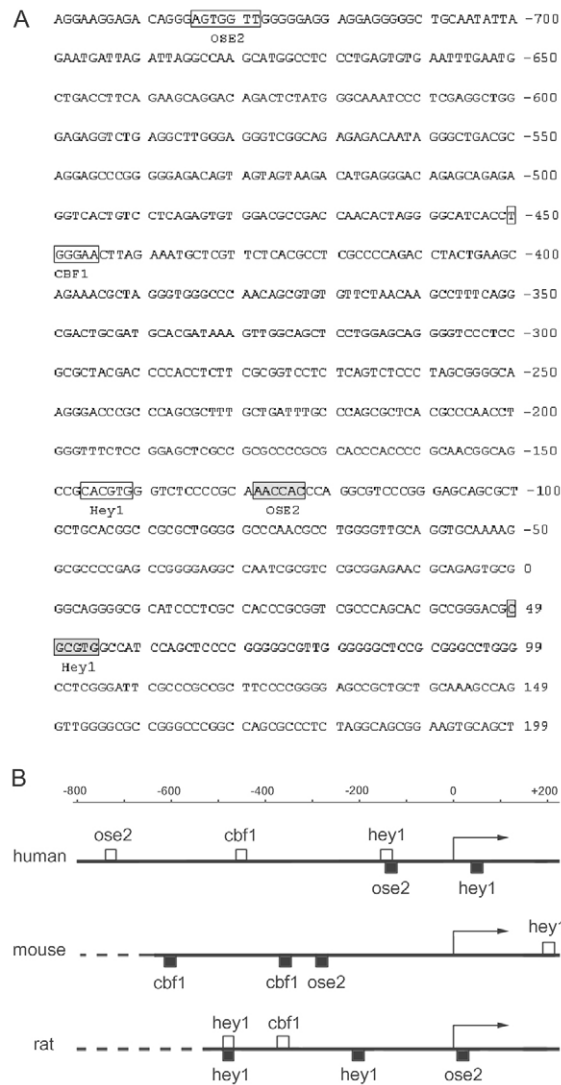 A
AGGAAGGAGA CAGGGAGTGG TTGGGGGAGG AGGAGGGGGC TGCAATATTA -700
OSE2
GAATGATTAG ATTAGGCCAA GCATGGCCTC CCTGAGTGTG AATTTGAATG -650
CTGACCTTCA GAAGCAGGAC AGACTCTATG GGCAAATCCC TCGAGGCTGG -600
GAGAGGTCTG AGGCTTGGGA GGGTCGGCAG AGAGACAATA GGGCTGACGC -550
AGGAGCCCGG GGGAGACAGT AGTAGTAAGA CATGAGGGAC AGAGCAGAGA -500
GGTCACTGTC CTCAGAGTGT GGACGCCGAC CAACACTAGG GGCATCACCT -450
GGGAACTTAG AAATGCTCGT TCTCACGCCT CGCCCCAGAC CTACTGAAGC -400
CBF1
AGAAACGCTA GGGTGGGCCC AACAGCGTGT GTTCTAACAA GCCTTTCAGG -350
CGACTGCGAT GCACGATAAA GTTGGCAGCT CCTGGAGCAG GGGTCCCTCC -300
GCGCTACGAC CCCACCTCTT CGCGGTCCTC TCAGTCTCCC TAGCGGGGCA -250
AGGGACCCGC CCAGCGCTTT GCTGATTTGC CCAGCGCTCA CGCCCAACCT -200
GGGTTTCTCC GGAGCTCGCC GCGCCCCGCG CACCCACCCC GCAACGGCAG -150
CCGCACGTGG GTCTCCCCGC AAACCACCCA GGCGTCCCGG GAGCAGCGCT -100
Hey1 OSE2
GCTGCACGGC CGCGCTGGGG GCCCAACGCC TGGGGTTGCA GGTGCAAAAG -50
GCGCCCCGAG CCGGGGAGGC CAATCGCGTC CGCGGAGAAC GCAGAGTGCG 0
GGCAGGGGCG CATCCCTCGC CACCCGCGGT CGCCCAGCAC GCCGGGACGC 49
GCGTGGCCAT CCAGCTCCCC GGGGGCGTTG GGGGGCTCCG CGGGCCTGGG 99
Hey1
CCTCGGGATT CGCCCGCCGC TTCCCCGGGG AGCCGCTGCT GCAAAGCCAG 149
GTTGGGGCGC CGGGCCCGGC CAGCGCCCTC TAGGCAGCGG AAGTGCAGCT 199
B
-800 -600 -400 -200 0 +200
ose2 cbf1 hey1
human
ose2 hey1
hey1
mouse
cbf1 cbf1 ose2
hey1 cbf1
rat
hey1 hey1 ose2